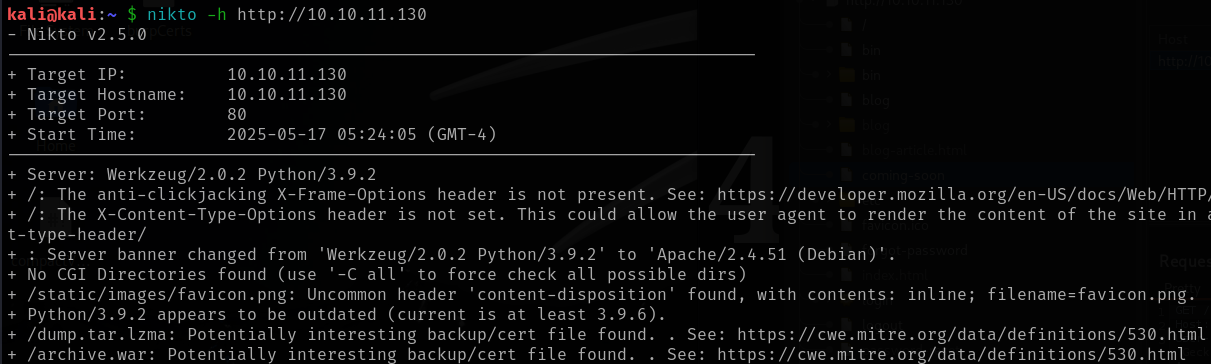 kali@kali:~ $ nikto -h http://10.10.11.130
- Nikto v2.5.0
+ Target IP: 10.10.11.130
+ Target Hostname: 10.10.11.130
+ Target Port: 80
+ Start Time: 2025-05-17 05:24:05 (GMT-4)
+ Server: Werkzeug/2.0.2 Python/3.9.2
+ /: The anti-clickjacking X-Frame-Options header is not present. See: https://developer.mozilla.org/en-US/docs/Web/HTTP/
+ /: The X-Content-Type-Options header is not set. This could allow the user agent to render the content of the site in a
t-type-header/
+ : Server banner changed from 'Werkzeug/2.0.2 Python/3.9.2' to 'Apache/2.4.51 (Debian)'.
+ No CGI Directories found (use '-C all' to force check all possible dirs)
+ /static/images/favicon.png: Uncommon header 'content-disposition' found, with contents: inline; filename=favicon.png.
+ Python/3.9.2 appears to be outdated (current is at least 3.9.6).
+ /dump.tar.lzma: Potentially interesting backup/cert file found. . See: https://cwe.mitre.org/data/definitions/530.html
+ /archive.war: Potentially interesting backup/cert file found. . See: https://cwe.mitre.org/data/definitions/530.html
/
bin
bin
blog
blog
coming-soon
Host
Home